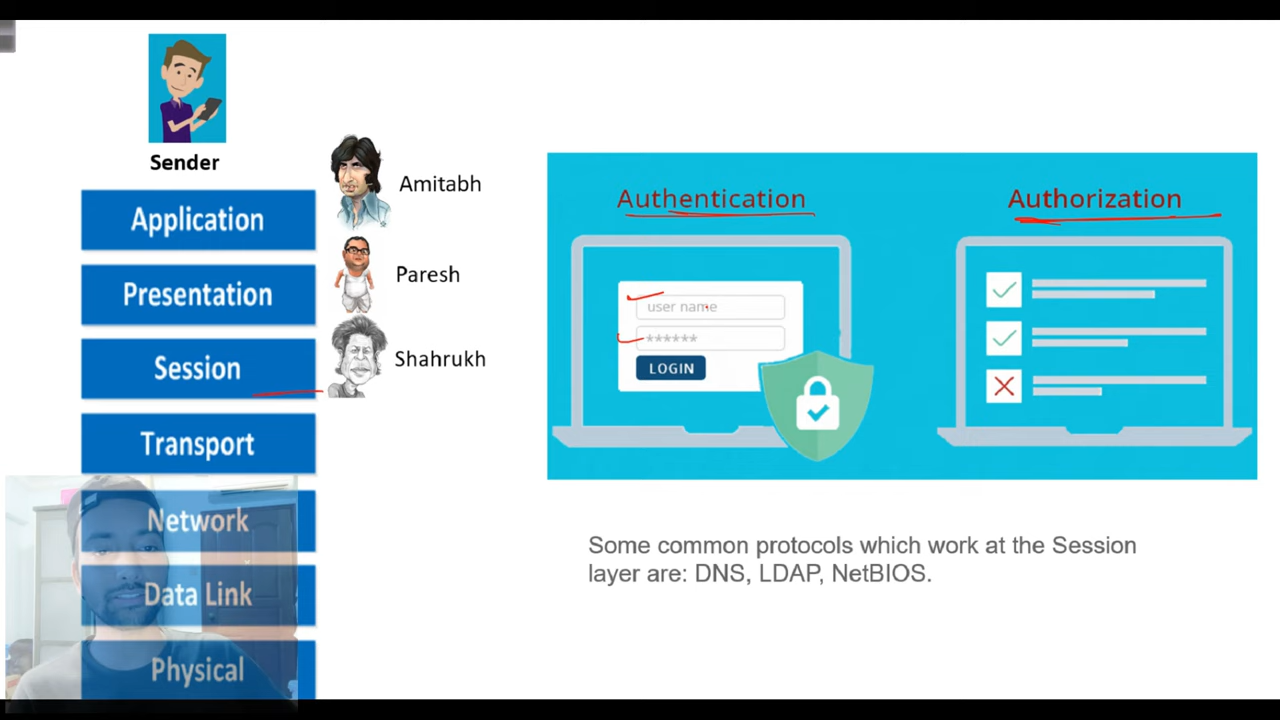 Sender
Application
Presentation
Session
Transport
Network
Data Link
Physical
Amitabh
Paresh
Shahrukh
Authentication
user name
******
LOGIN
Authorization
Some common protocols which work at the Session
layer are: DNS, LDAP, NetBIOS.